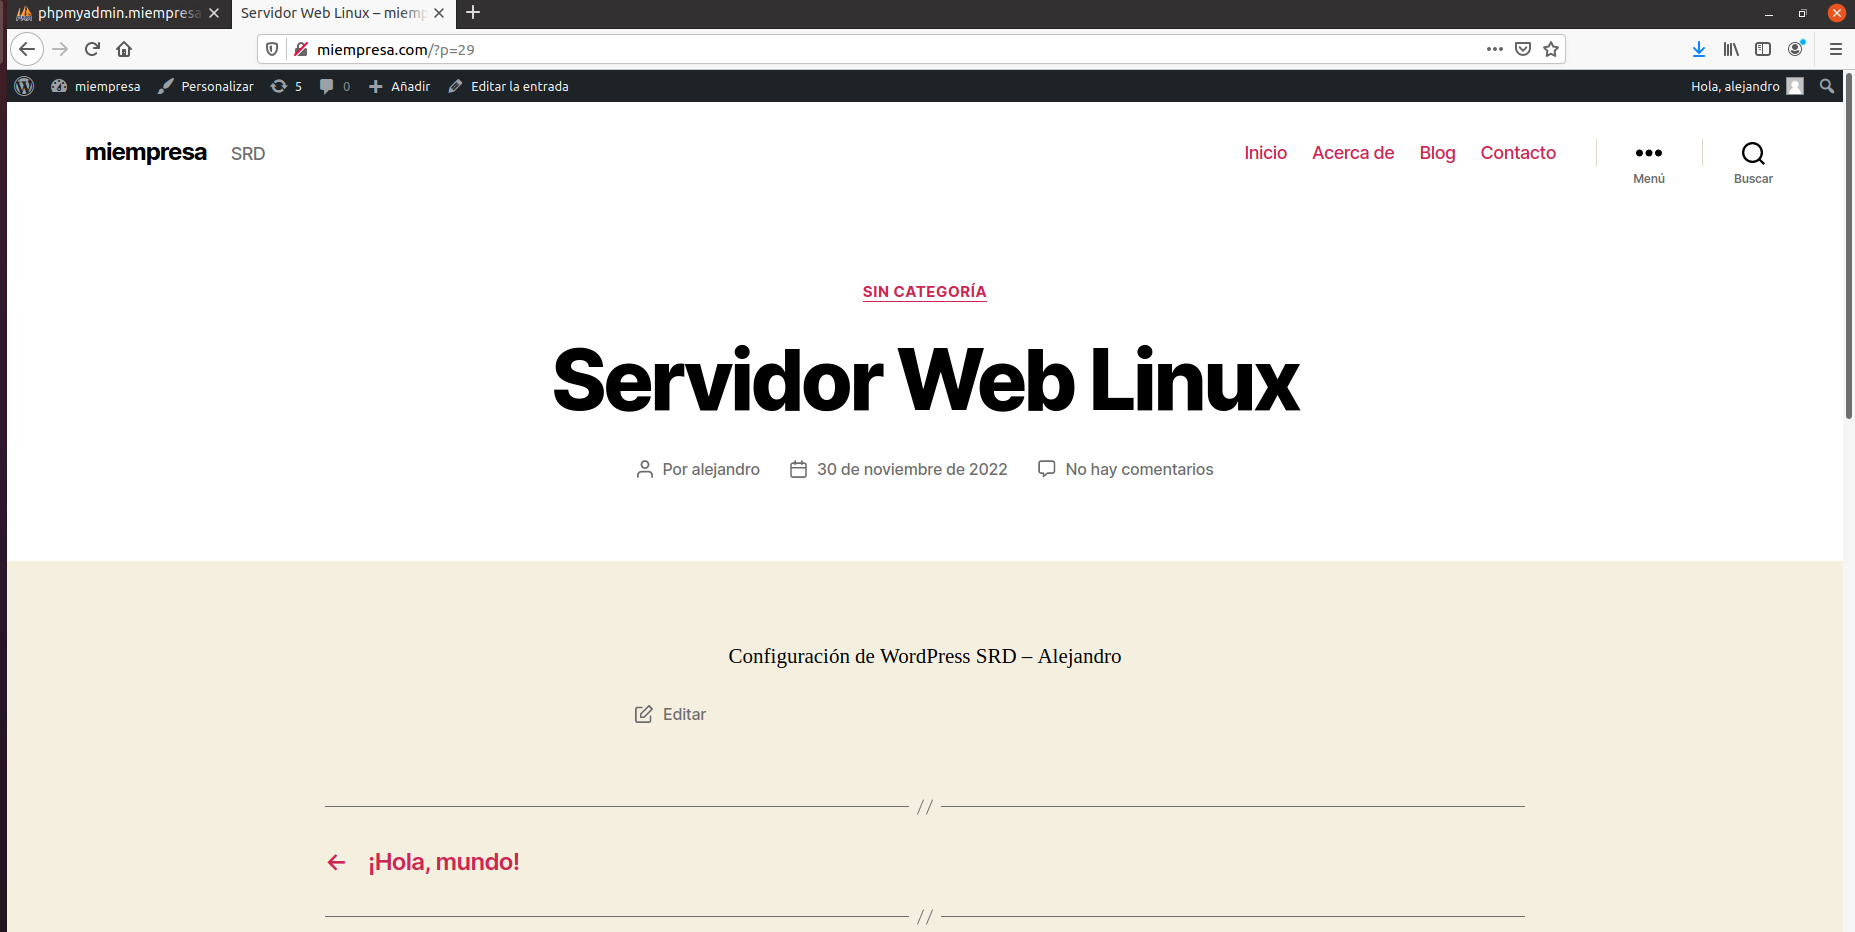 phpmyadmin.miempresa
Servidor Web Linux – miemp
miempresa.com/?p=29
miempresa Personalizar 5 0 Añadir Editar la entrada Hola, alejandro
miempresa SRD Inicio Acerca de Blog Contacto
Menú Buscar
SIN CATEGORÍA
Servidor Web Linux
Por alejandro 30 de noviembre de 2022 No hay comentarios
Configuración de WordPress SRD – Alejandro
Editar
//
← ¡Hola, mundo!
//